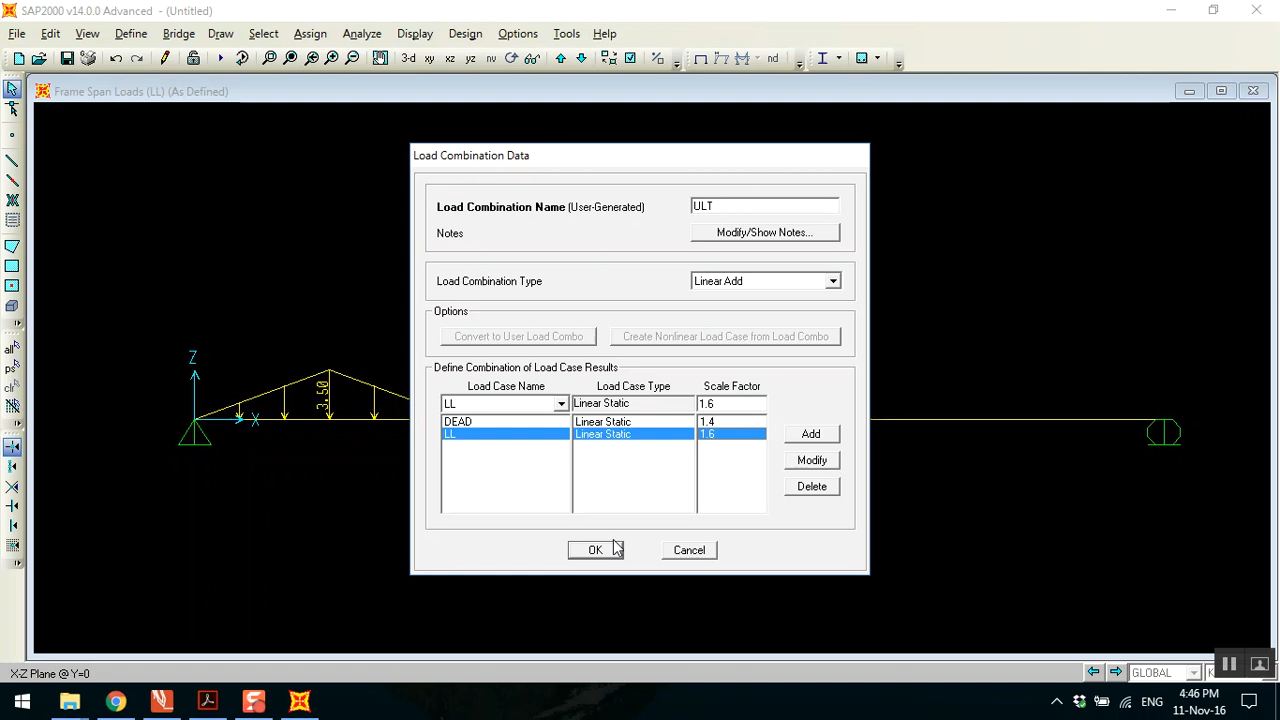 SAP2000 v14.0.0 Advanced - (Untitled)
File Edit View Define Bridge Draw Select Assign Analyze Display Design Options Tools Help
3-d xy xz yz nv nd
Frame Span Loads (LL) (As Defined)
all
ps
clr
Z
X
3.50
Load Combination Data
Load Combination Name (User-Generated) ULT
Notes Modify/Show Notes...
Load Combination Type Linear Add
Options
Convert to User Load Combo Create Nonlinear Load Case from Load Combo
Define Combination of Load Case Results
Load Case Name Load Case Type Scale Factor
LL Linear Static 1.6
DEAD Linear Static 1.4
LL Linear Static 1.6
Add
Modify
Delete
OK Cancel
X-Z Plane @ Y=0
GLOBAL
ENG
4:46 PM
11-Nov-16